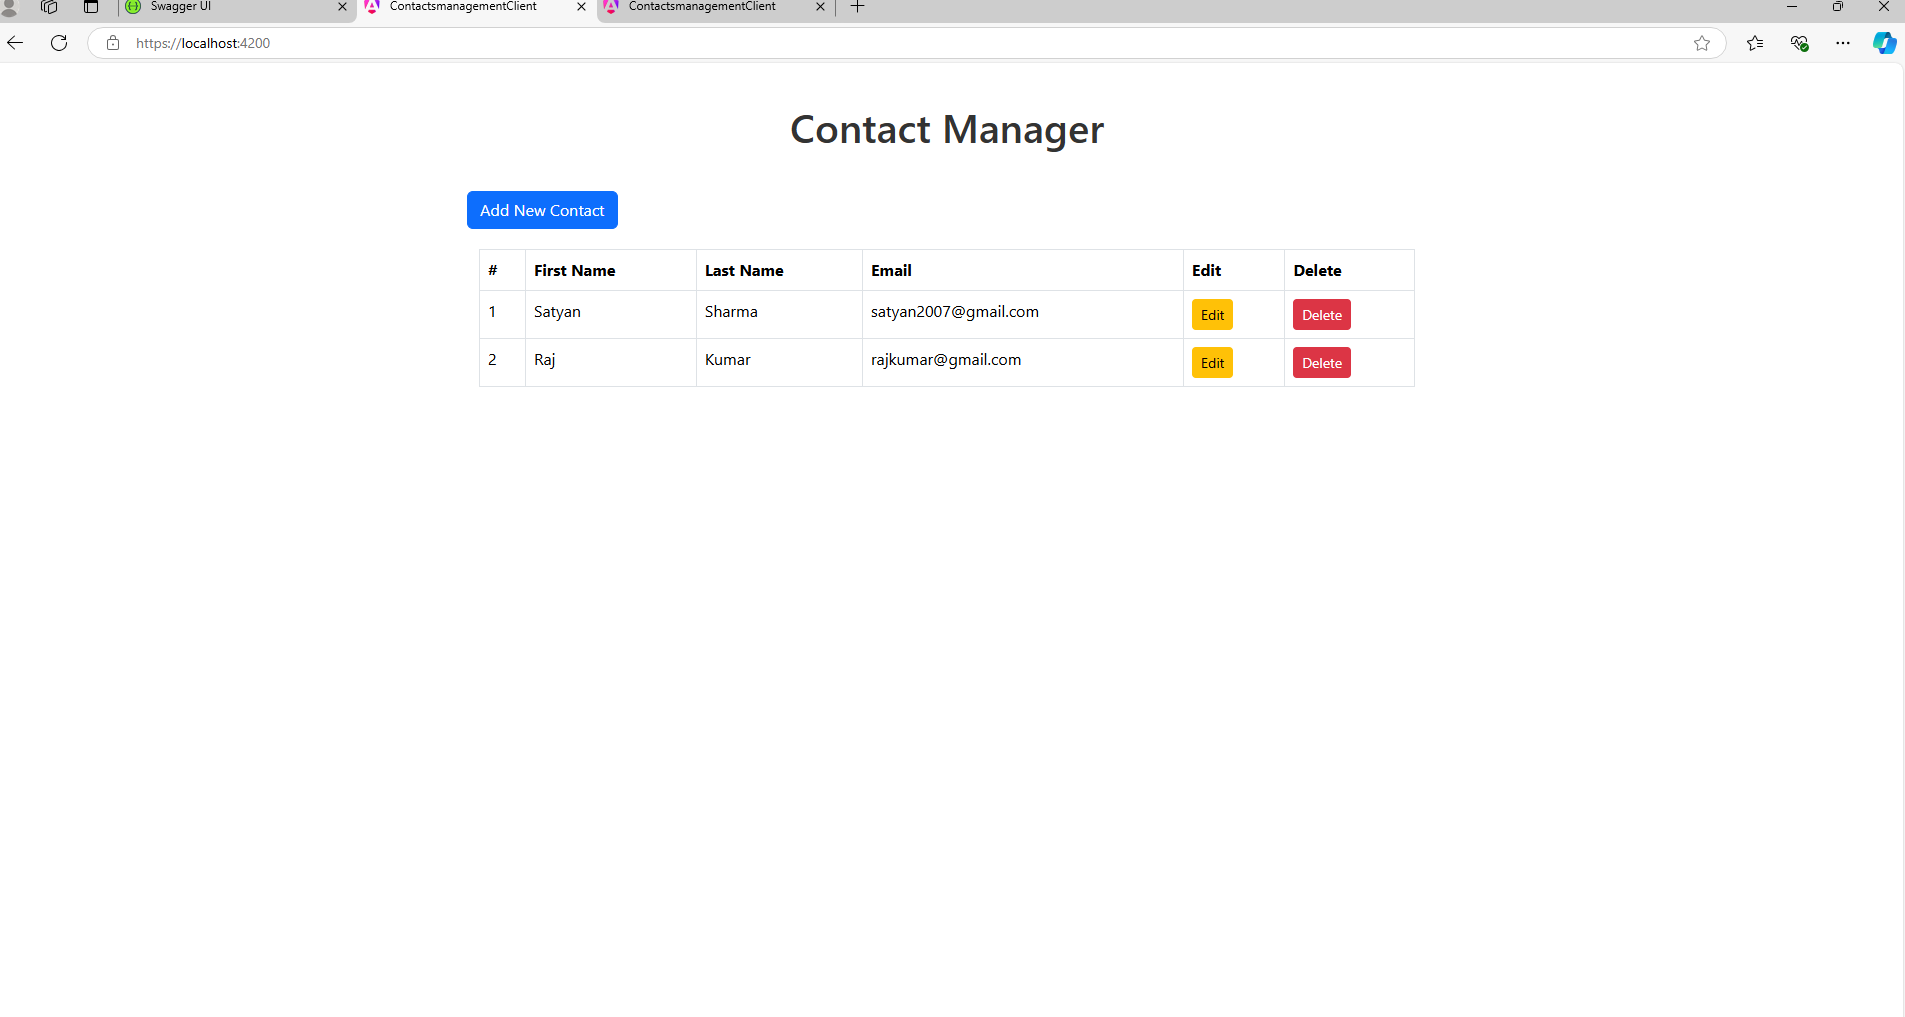 Swagger UI
ContactsmanagementClient
ContactsmanagementClient
https://localhost:4200
Contact Manager
Add New Contact
# First Name Last Name Email Edit Delete
1 Satyan Sharma satyan2007@gmail.com Edit Delete
2 Raj Kumar rajkumar@gmail.com Edit Delete